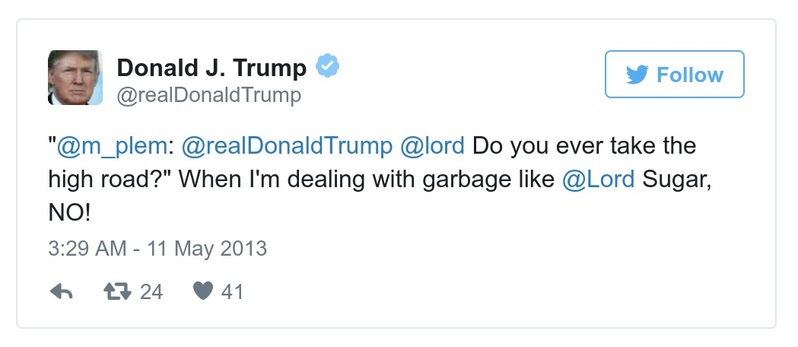 Donald J. Trump
@realDonaldTrump
Follow
"@m_plem: @realDonaldTrump @lord Do you ever take the
high road?" When I'm dealing with garbage like @Lord Sugar,
NO!
3:29 AM - 11 May 2013
24 41